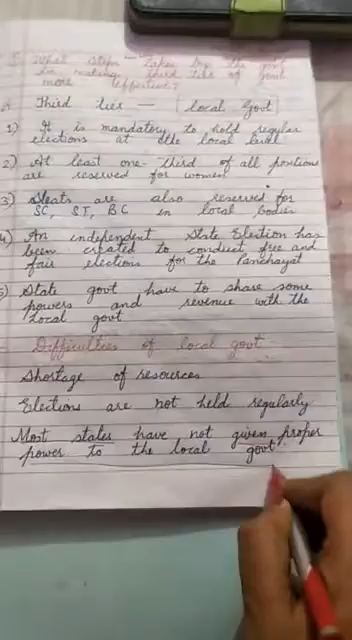 What steps taken by the govt
in making third tier of govt
more effective?
Third tier — Local Govt
1) It is mandatory to hold regular
elections at the local level
2) At least one-third of all positions
are reserved for women
3) Seats are also reserved for
SC, ST, BC in local bodies
4) An independent State Election has
been created to conduct free and
fair elections for the Panchayat
5) State govt have to share some
powers and revenue with the
Local govt
Difficulties of local govt
Shortage of resources
Elections are not held regularly
Most states have not given proper
power to the local govt